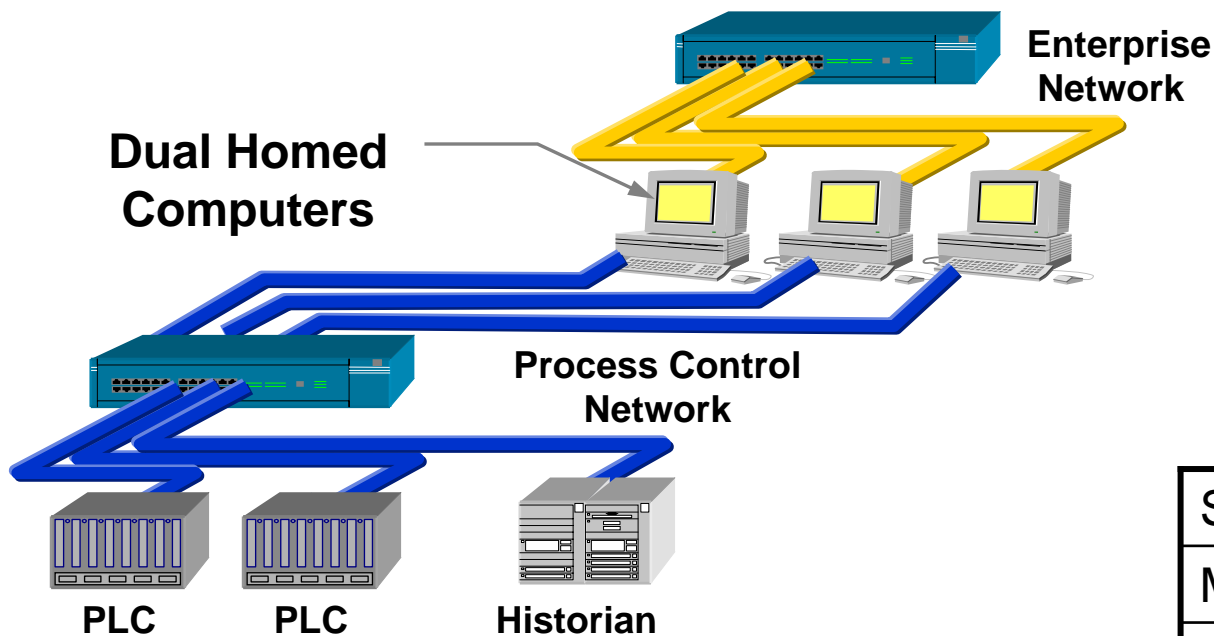 Enterprise
Network
Dual Homed
Computers
Process Control
Network
PLC
PLC
Historian